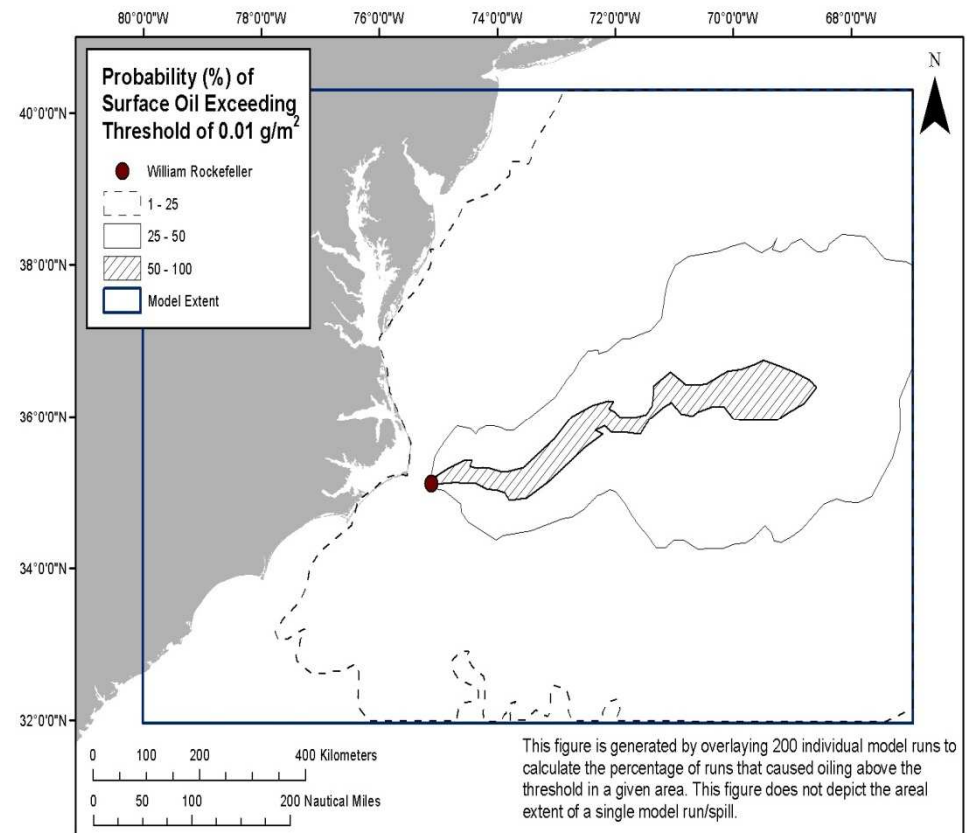 80°0'0"W 78°0'0"W 76°0'0"W 74°0'0"W 72°0'0"W 70°0'0"W 68°0'0"W
N
Probability (%) of
Surface Oil Exceeding
Threshold of 0.01 g/m²
William Rockefeller
1 - 25
25 - 50
50 - 100
Model Extent
40°0'0"N
38°0'0"N
36°0'0"N
34°0'0"N
32°0'0"N
0 100 200 400 Kilometers
0 50 100 200 Nautical Miles
This figure is generated by overlaying 200 individual model runs to
calculate the percentage of runs that caused oiling above the
threshold in a given area. This figure does not depict the areal
extent of a single model run/spill.